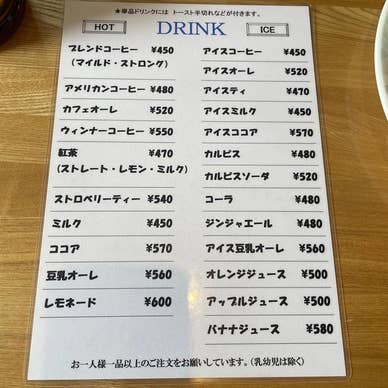 ★単品ドリンクには トースト半切れなどが付きます。
HOT
DRINK
ICE
ブレンドコーヒー ¥450
(マイルド・ストロング)
アメリカンコーヒー ¥480
カフェオーレ ¥520
ウィンナーコーヒー ¥550
紅茶 ¥470
(ストレート・レモン・ミルク)
ストロベリーティー ¥540
ミルク ¥450
ココア ¥570
豆乳オーレ ¥560
レモネード ¥600
アイスコーヒー ¥450
アイスオーレ ¥520
アイスティ ¥470
アイスミルク ¥450
アイスココア ¥570
カルピス ¥480
カルピスソーダ ¥520
コーラ ¥480
ジンジャエール ¥480
アイス豆乳オーレ ¥560
オレンジジュース ¥500
アップルジュース ¥500
バナナジュース ¥580
お一人様一品以上のご注文をお願いしています。(乳幼児は除く)